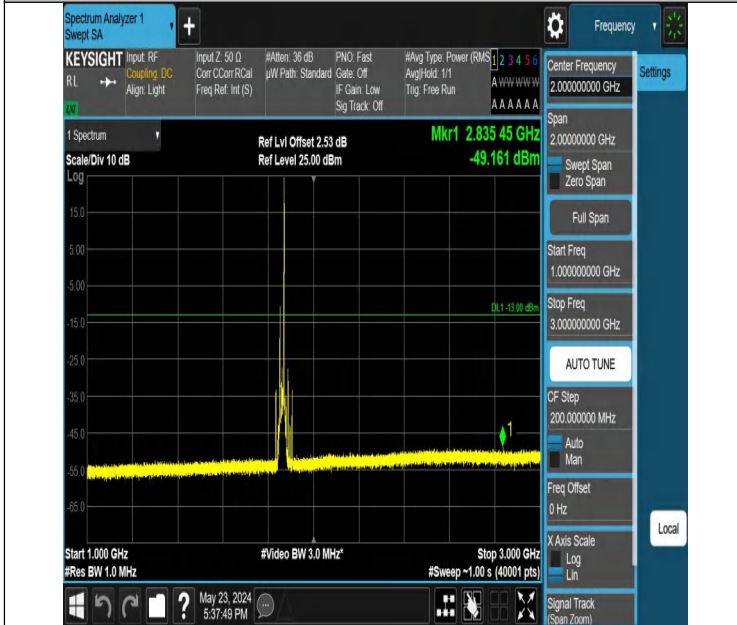 Spectrum Analyzer 1
Swept SA
+
Frequency
KEYSIGHT
RL
Input: RF
Coupling: DC
Align: Light
Input Z: 50 Ω
Corr CCorr RCal
Freq Ref: Int (S)
#Atten: 36 dB
µW Path: Standard
PNO: Fast
Gate: Off
IF Gain: Low
Sig Track: Off
#Avg Type: Power (RMS
Avg|Hold: 1/1
Trig: Free Run
1 2 3 4 5 6
A W W W W W
A A A A A A
1 Spectrum
Scale/Div 10 dB
Log
Ref Lvl Offset 2.53 dB
Ref Level 25.00 dBm
Mkr1 2.835 45 GHz
-49.161 dBm
15.0
5.00
-5.00
DL1 -13.00 dBm
-15.0
-25.0
-35.0
-45.0
1
-55.0
-65.0
Start 1.000 GHz
#Res BW 1.0 MHz
#Video BW 3.0 MHz*
Stop 3.000 GHz
#Sweep ~1.00 s (40001 pts)
?
May 23, 2024
5:37:49 PM
Center Frequency
2.000000000 GHz
Settings
Span
2.00000000 GHz
Swept Span
Zero Span
Full Span
Start Freq
1.000000000 GHz
Stop Freq
3.000000000 GHz
AUTO TUNE
CF Step
200.000000 MHz
Auto
Man
Freq Offset
0 Hz
X Axis Scale
Log
Lin
Local
Signal Track
(Span Zoom)